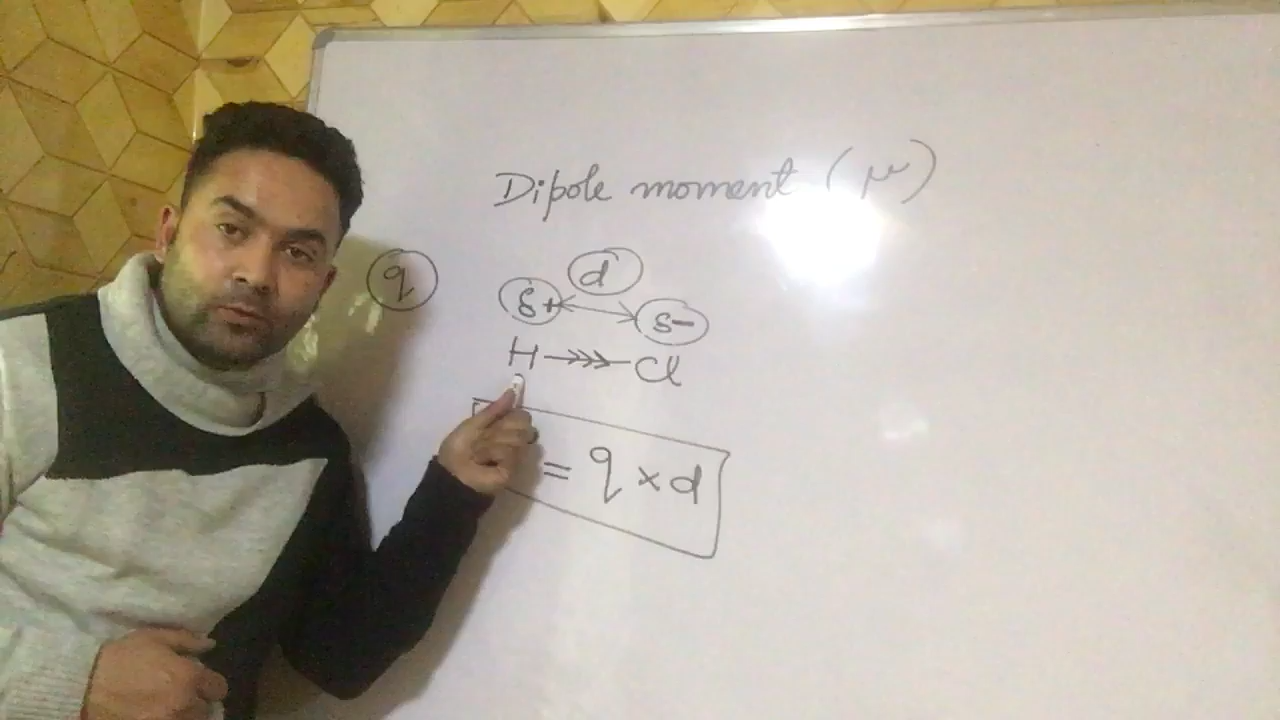 Dipole moment (μ)
q
d
δ+ δ-
H Cl
= q × d